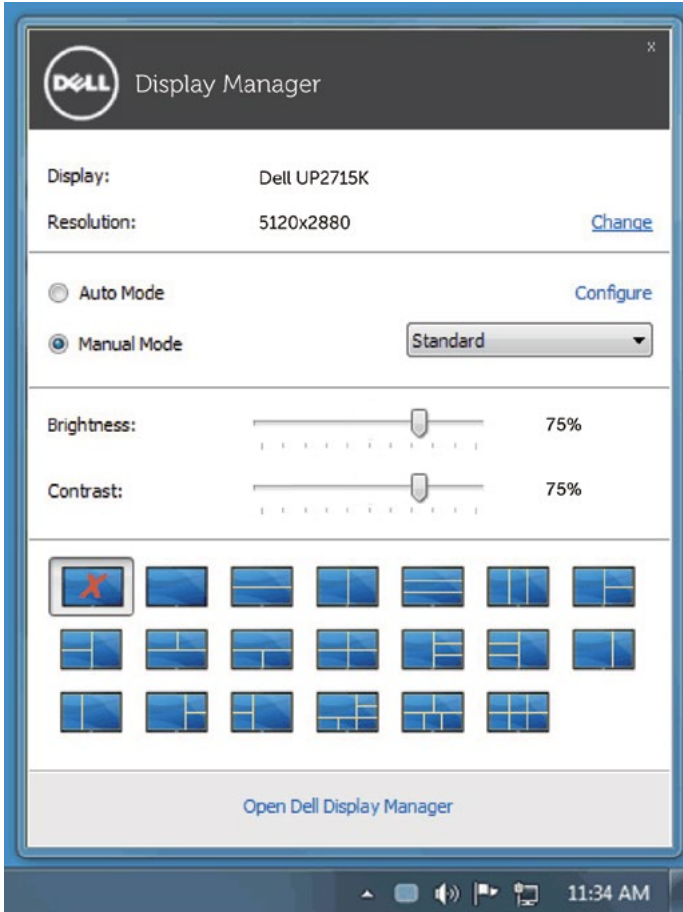 x
DELL Display Manager
Display: Dell UP2715K
Resolution: 5120x2880 Change
Auto Mode Configure
Manual Mode Standard
Brightness: 75%
Contrast: 75%
Open Dell Display Manager
11:34 AM